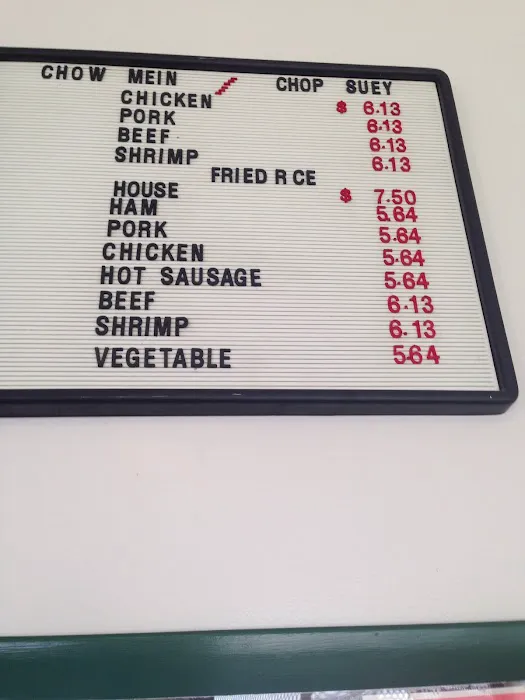 CHOW MEIN / CHOP SUEY
CHICKEN $ 6.13
PORK 6.13
BEEF 6.13
SHRIMP 6.13
FRIED R CE
HOUSE $ 7.50
HAM 5.64
PORK 5.64
CHICKEN 5.64
HOT SAUSAGE 5.64
BEEF 6.13
SHRIMP 6.13
VEGETABLE 564